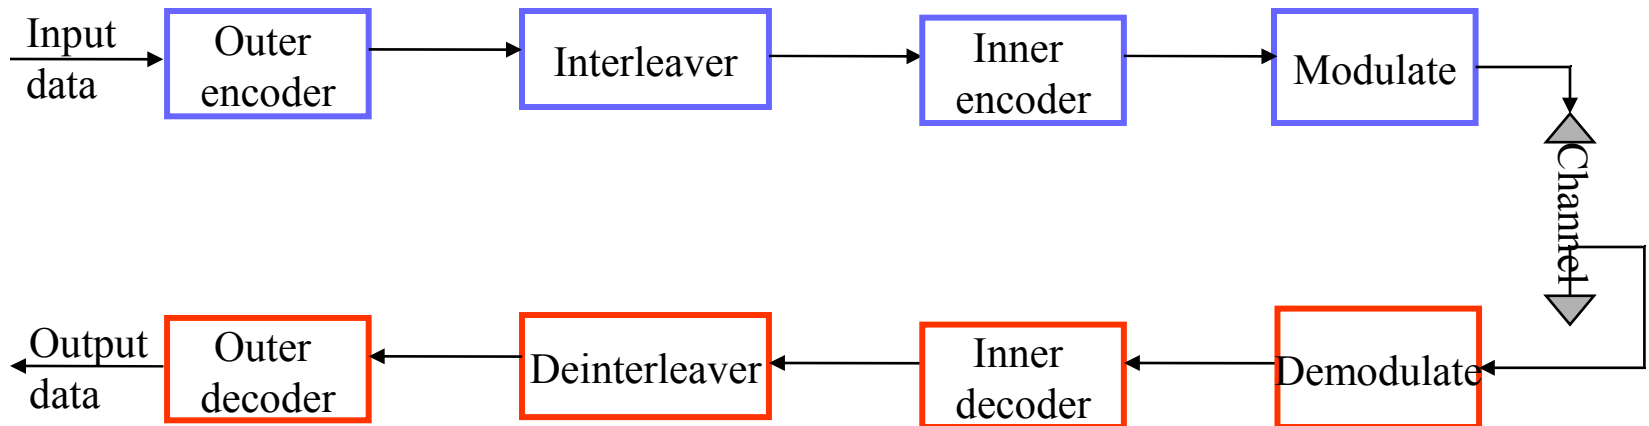 Input
data
Outer
encoder
Interleaver
Inner
encoder
Modulate
Channel
Output
data
Outer
decoder
Deinterleaver
Inner
decoder
Demodulate